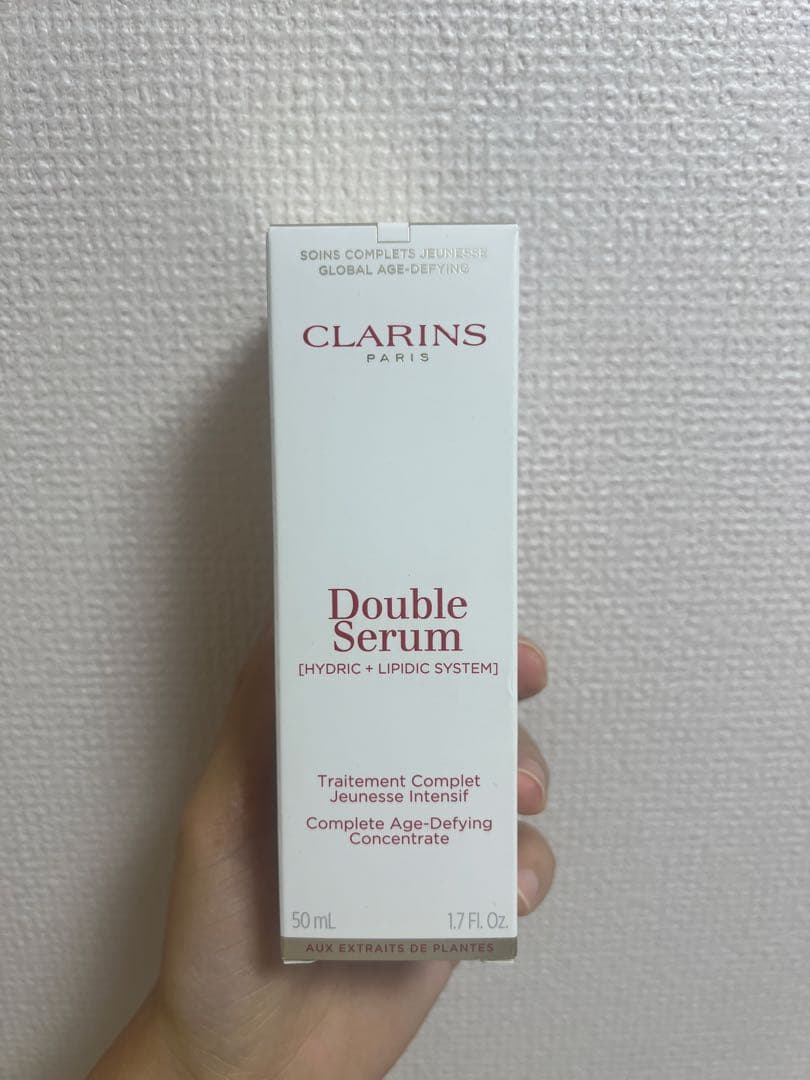 SOINS COMPLETS JEUNESSE
GLOBAL AGE-DEFYING
CLARINS
PARIS
Double
Serum
[HYDRIC + LIPIDIC SYSTEM]
Traitement Complet
Jeunesse Intensif
Complete Age-Defying
Concentrate
50 mL 1.7 Fl. Oz.
AUX EXTRAITS DE PLANTES